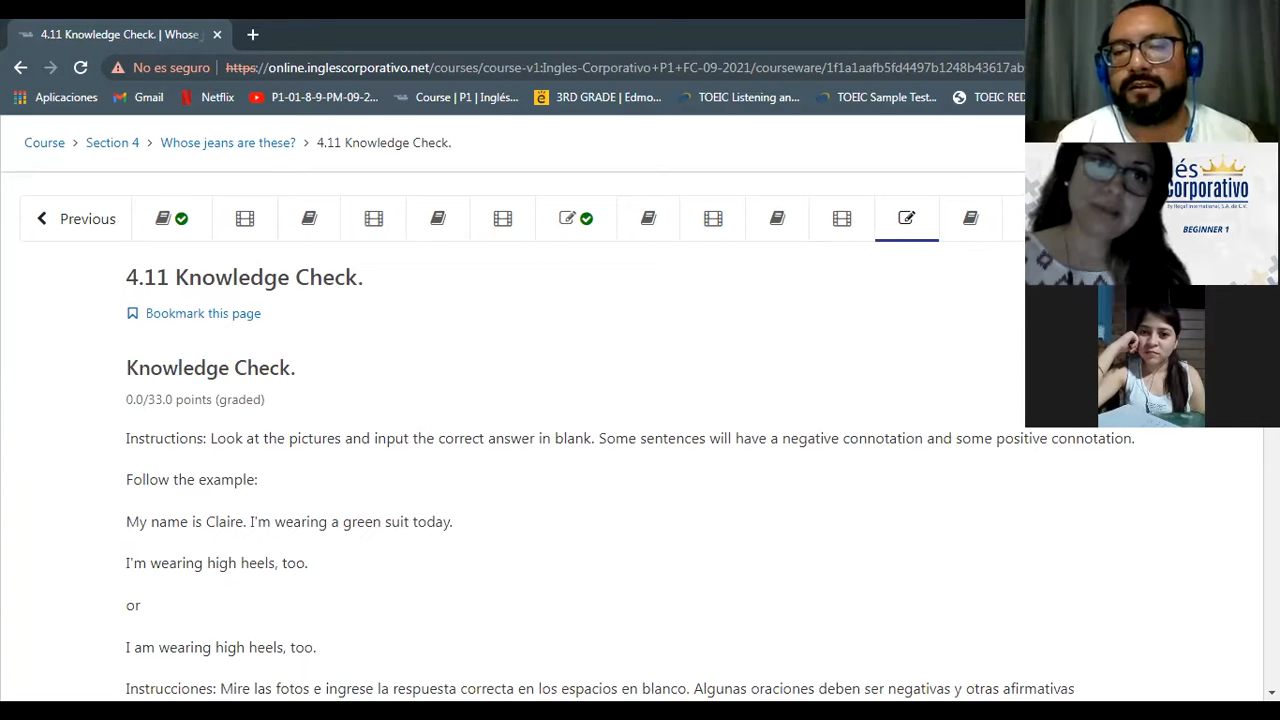 4.11 Knowledge Check. | Whose
No es seguro
https://online.inglescorporativo.net/courses/course-v1:Ingles-Corporativo+P1+FC-09-2021/courseware/1f1a1aafb5fd4497b1248b43617ab
Aplicaciones Gmail Netflix P1-01-8-9-PM-09-2... Course | P1 | Inglés... 3RD GRADE | Edmo... TOEIC Listening an... TOEIC Sample Test... TOEIC RED
Course > Section 4 > Whose jeans are these? > 4.11 Knowledge Check.
Previous
4.11 Knowledge Check.
Bookmark this page
Knowledge Check.
0.0/33.0 points (graded)
Instructions: Look at the pictures and input the correct answer in blank. Some sentences will have a negative connotation and some positive connotation.
Follow the example:
My name is Claire. I'm wearing a green suit today.
I'm wearing high heels, too.
or
I am wearing high heels, too.
Instrucciones: Mire las fotos e ingrese la respuesta correcta en los espacios en blanco. Algunas oraciones deben ser negativas y otras afirmativas
és
corporativo
BEGINNER 1